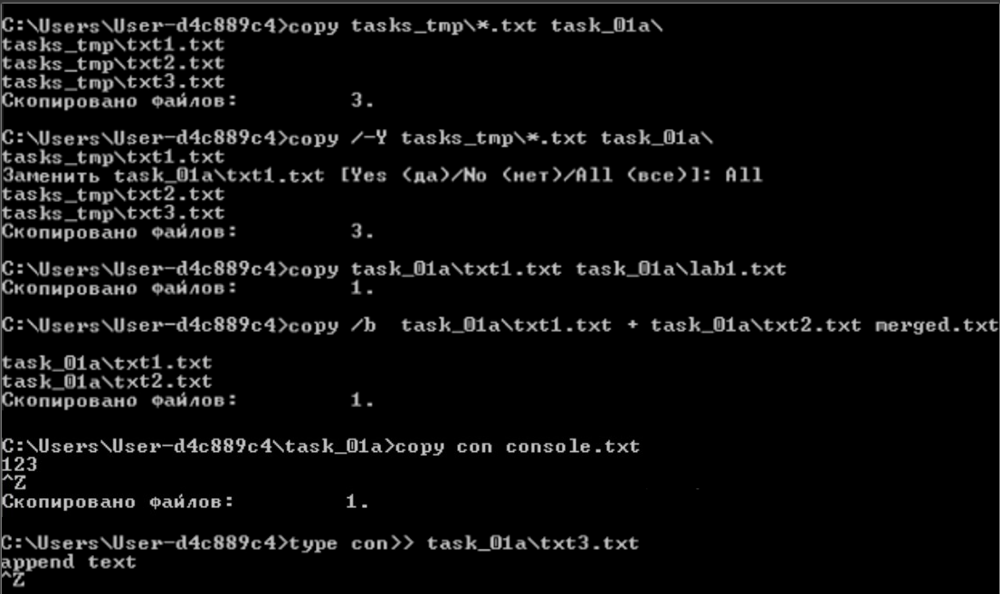 C:\Users\User-d4c889c4>copy tasks_tmp\*.txt task_01a\
tasks_tmp\txt1.txt
tasks_tmp\txt2.txt
tasks_tmp\txt3.txt
Скопировано файлов:         3.
C:\Users\User-d4c889c4>copy /-Y tasks_tmp\*.txt task_01a\
tasks_tmp\txt1.txt
Заменить task_01a\txt1.txt [Yes (да)/No (нет)/All (все)]: All
tasks_tmp\txt2.txt
tasks_tmp\txt3.txt
Скопировано файлов:         3.
C:\Users\User-d4c889c4>copy task_01a\txt1.txt task_01a\lab1.txt
Скопировано файлов:         1.
C:\Users\User-d4c889c4>copy /b  task_01a\txt1.txt + task_01a\txt2.txt merged.txt
task_01a\txt1.txt
task_01a\txt2.txt
Скопировано файлов:         1.
C:\Users\User-d4c889c4\task_01a>copy con console.txt
123
^Z
Скопировано файлов:         1.
C:\Users\User-d4c889c4>type con>> task_01a\txt3.txt
append text
^Z